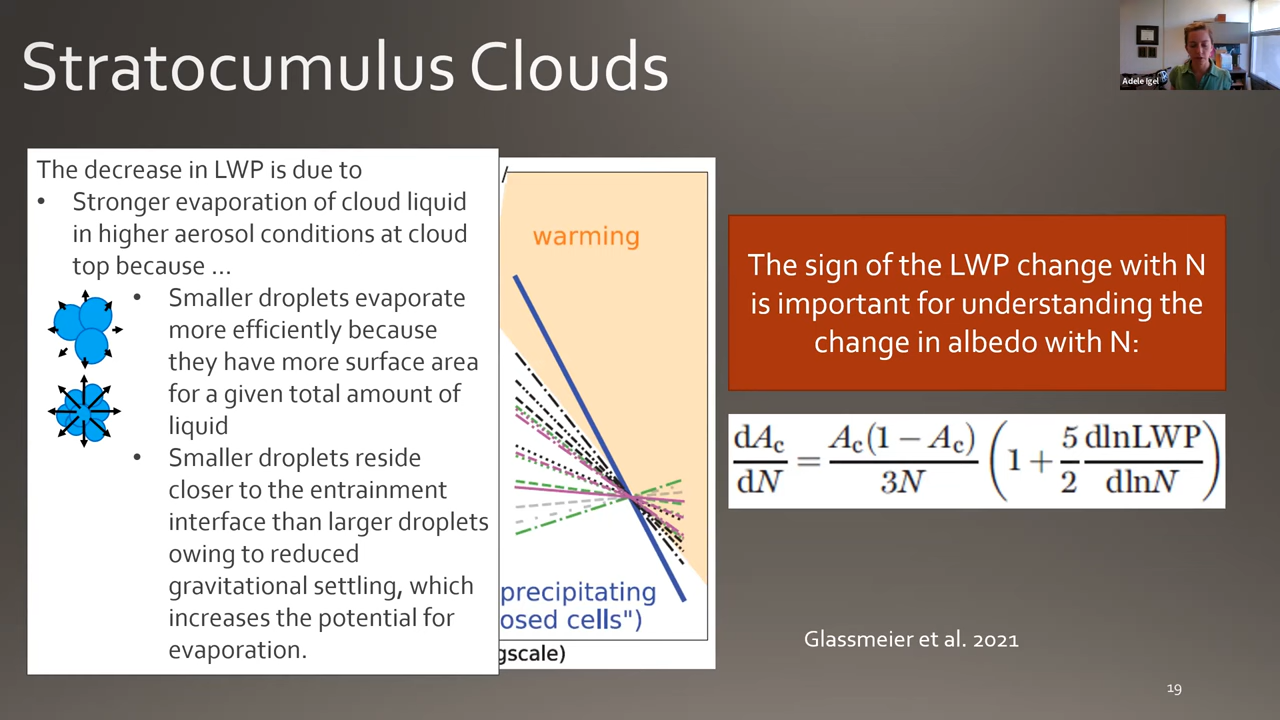 Stratocumulus Clouds
Adele Igel
The decrease in LWP is due to
• Stronger evaporation of cloud liquid
in higher aerosol conditions at cloud
top because ...
• Smaller droplets evaporate
more efficiently because
they have more surface area
for a given total amount of
liquid
• Smaller droplets reside
closer to the entrainment
interface than larger droplets
owing to reduced
gravitational settling, which
increases the potential for
evaporation.
warming
precipitating
osed cells")
gscale)
The sign of the LWP change with N
is important for understanding the
change in albedo with N:
dA_c/dN = A_c(1 − A_c)/3N (1 + 5/2 dlnLWP/dlnN)
Glassmeier et al. 2021
19